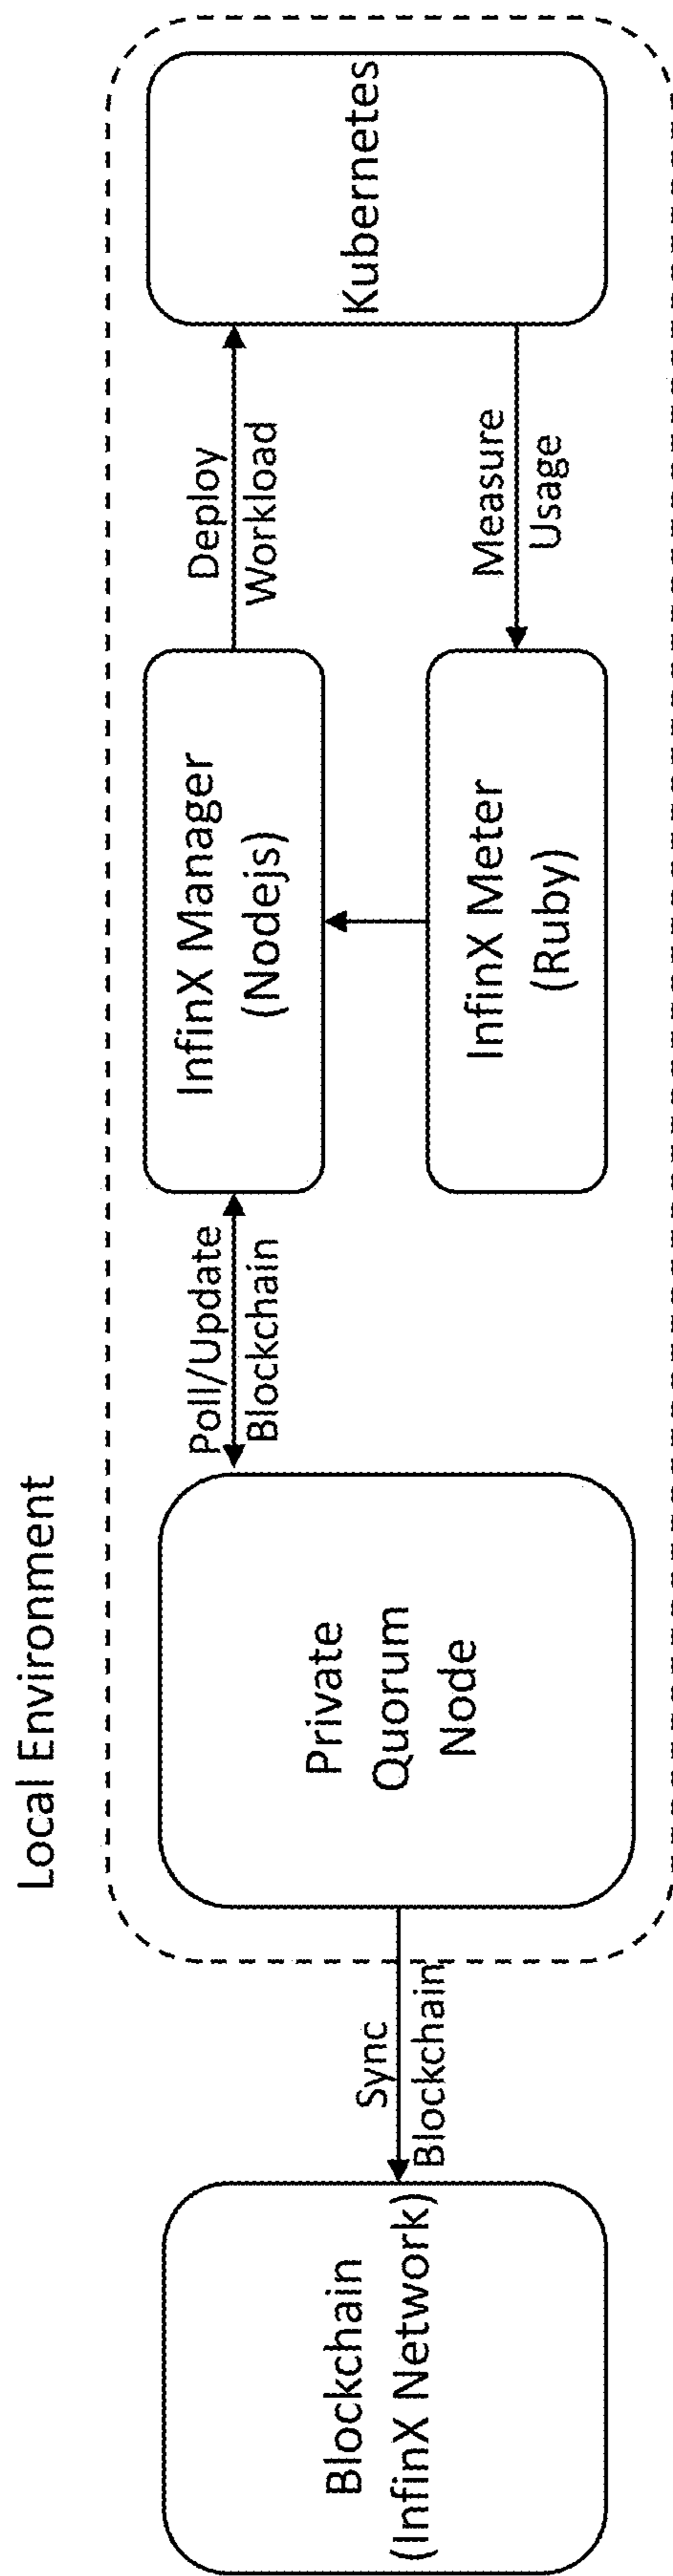 Local Environment
Blockchain
(InfinX Network)
Sync
Blockchain
Private
Quorum
Node
Poll/Update
Blockchain
InfinX Manager
(Nodejs)
InfinX Meter
(Ruby)
Deploy
Workload
Measure
Usage
Kubernetes